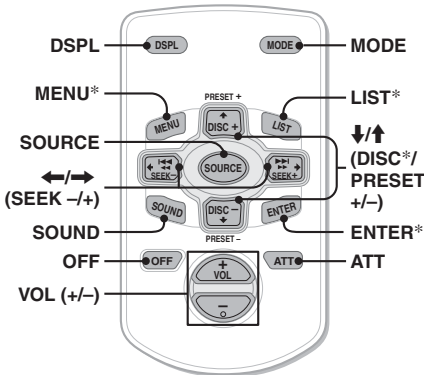 DSPL
DSPL
MODE
MODE
PRESET +
MENU*
MENU
DISC +
LIST
LIST*
SOURCE
SEEK–
SOURCE
SEEK+
↓/↑
(DISC*/
PRESET
+/–)
←/→
(SEEK –/+)
SOUND
SOUND
DISC –
ENTER
ENTER*
PRESET –
OFF
OFF
+
VOL
–
ATT
ATT
VOL (+/–)